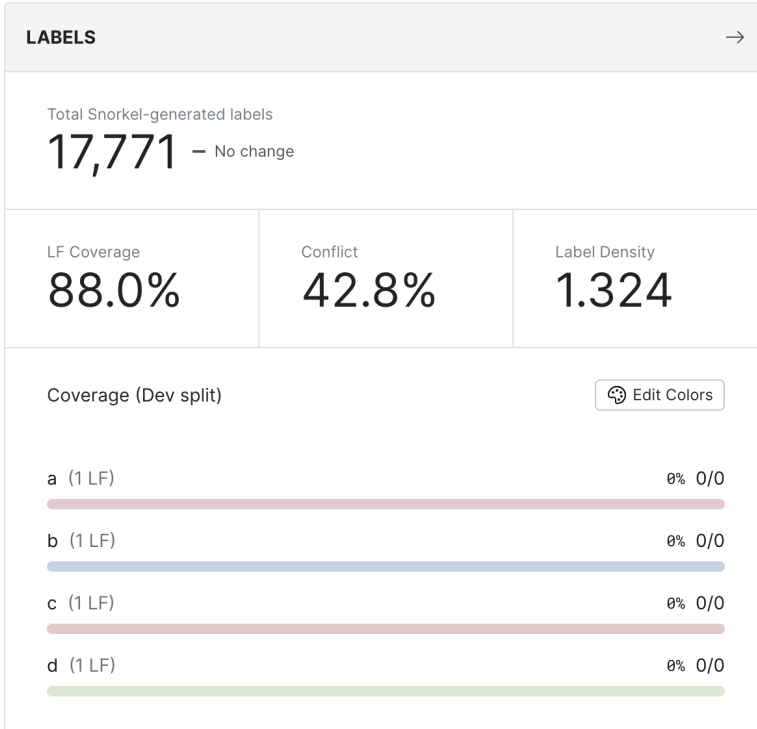 LABELS
Total Snorkel-generated labels
17,771 – No change
LF Coverage
88.0%
Conflict
42.8%
Label Density
1.324
Coverage (Dev split)
Edit Colors
a (1 LF) 0% 0/0
b (1 LF) 0% 0/0
c (1 LF) 0% 0/0
d (1 LF) 0% 0/0